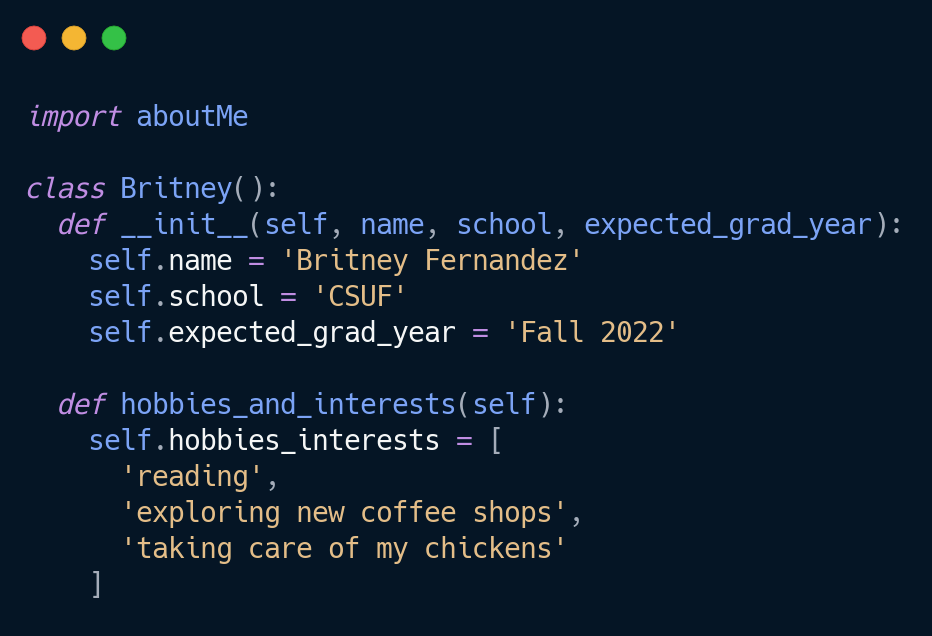 import aboutMe

class Britney():
  def __init__(self, name, school, expected_grad_year):
    self.name = 'Britney Fernandez'
    self.school = 'CSUF'
    self.expected_grad_year = 'Fall 2022'

  def hobbies_and_interests(self):
    self.hobbies_interests = [
      'reading',
      'exploring new coffee shops',
      'taking care of my chickens'
    ]